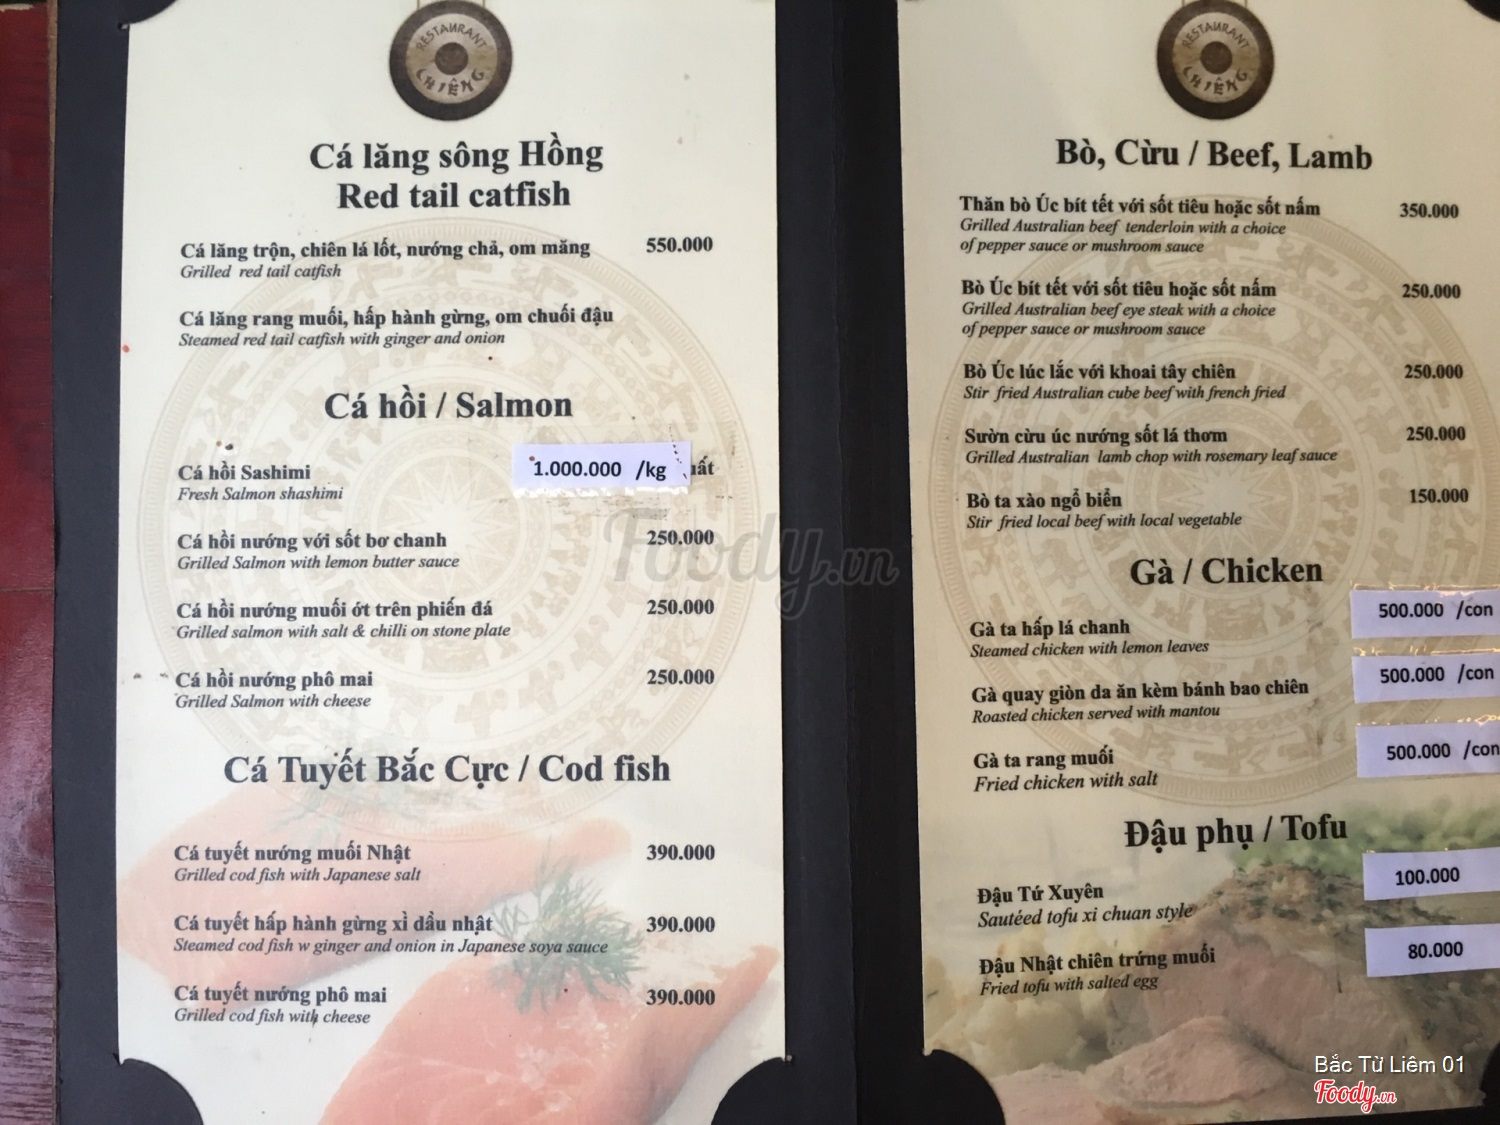 RESTAURANT
CHIÊNG
Cá lăng sông Hồng
Red tail catfish
Cá lăng trộn, chiên lá lốt, nướng chả, om măng 550.000
Grilled red tail catfish
Cá lăng rang muối, hấp hành gừng, om chuối đậu
Steamed red tail catfish with ginger and onion
Cá hồi / Salmon
Cá hồi Sashimi 1.000.000 /kg
Fresh Salmon shashimi
Cá hồi nướng với sốt bơ chanh 250.000
Grilled Salmon with lemon butter sauce
Cá hồi nướng muối ớt trên phiến đá 250.000
Grilled salmon with salt & chilli on stone plate
Cá hồi nướng phô mai 250.000
Grilled Salmon with cheese
Cá Tuyết Bắc Cực / Cod fish
Cá tuyết nướng muối Nhật 390.000
Grilled cod fish with Japanese salt
Cá tuyết hấp hành gừng xì dầu nhật 390.000
Steamed cod fish w ginger and onion in Japanese soya sauce
Cá tuyết nướng phô mai 390.000
Grilled cod fish with cheese
RESTAURANT
CHIÊNG
Bò, Cừu / Beef, Lamb
Thăn bò Úc bít tết với sốt tiêu hoặc sốt nấm 350.000
Grilled Australian beef tenderloin with a choice
of pepper sauce or mushroom sauce
Bò Úc bít tết với sốt tiêu hoặc sốt nấm 250.000
Grilled Australian beef eye steak with a choice
of pepper sauce or mushroom sauce
Bò Úc lúc lắc với khoai tây chiên 250.000
Stir fried Australian cube beef with french fried
Sườn cừu úc nướng sốt lá thơm 250.000
Grilled Australian lamb chop with rosemary leaf sauce
Bò ta xào ngổ biển 150.000
Stir fried local beef with local vegetable
Gà / Chicken
Gà ta hấp lá chanh 500.000 /con
Steamed chicken with lemon leaves
Gà quay giòn da ăn kèm bánh bao chiên 500.000 /con
Roasted chicken served with mantou
Gà ta rang muối 500.000 /con
Fried chicken with salt
Đậu phụ / Tofu
Đậu Tứ Xuyên 100.000
Sautéed tofu xi chuan style
Đậu Nhật chiên trứng muối 80.000
Fried tofu with salted egg
Foody.vn
Bắc Từ Liêm 01
Foody.vn